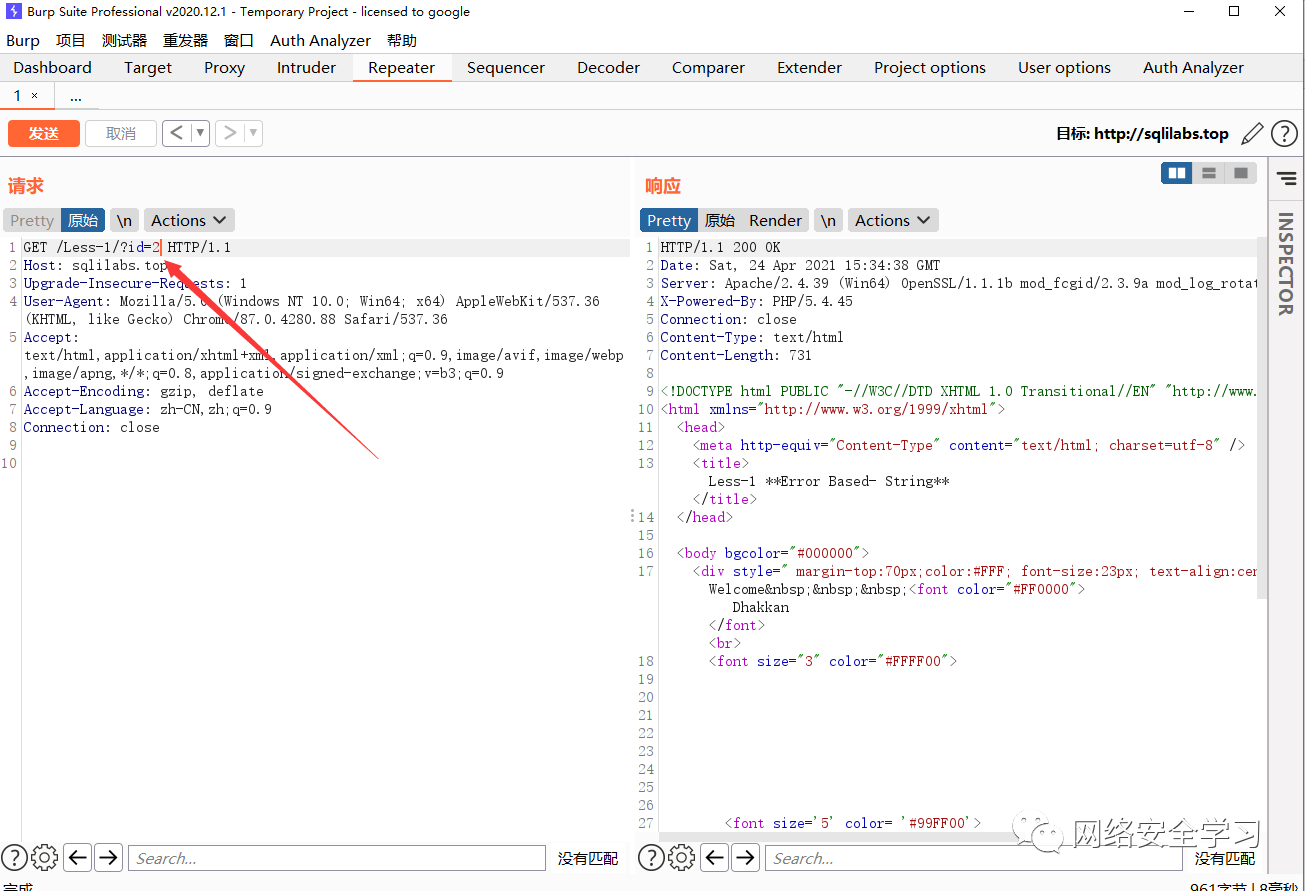 Burp Suite Professional v2020.12.1 - Temporary Project - licensed to google
Burp 项目 测试器 重发器 窗口 Auth Analyzer 帮助
Dashboard Target Proxy Intruder Repeater Sequencer Decoder Comparer Extender Project options User options Auth Analyzer
1 × ...
发送 取消 < ▼ > ▼ 目标: http://sqlilabs.top ?
请求
Pretty 原始 \n Actions
1 GET /Less-1/?id=2 HTTP/1.1
2 Host: sqlilabs.top
3 Upgrade-Insecure-Requests: 1
4 User-Agent: Mozilla/5.0 (Windows NT 10.0; Win64; x64) AppleWebKit/537.36
(KHTML, like Gecko) Chrome/87.0.4280.88 Safari/537.36
5 Accept:
text/html,application/xhtml+xml,application/xml;q=0.9,image/avif,image/webp
,image/apng,*/*;q=0.8,application/signed-exchange;v=b3;q=0.9
6 Accept-Encoding: gzip, deflate
7 Accept-Language: zh-CN,zh;q=0.9
8 Connection: close
9
10
? Search... 没有匹配
完成
响应
Pretty 原始 Render \n Actions
1 HTTP/1.1 200 OK
2 Date: Sat, 24 Apr 2021 15:34:38 GMT
3 Server: Apache/2.4.39 (Win64) OpenSSL/1.1.1b mod_fcgid/2.3.9a mod_log_rotat
4 X-Powered-By: PHP/5.4.45
5 Connection: close
6 Content-Type: text/html
7 Content-Length: 731
8
9 <!DOCTYPE html PUBLIC "-//W3C//DTD XHTML 1.0 Transitional//EN" "http://www.
10 <html xmlns="http://www.w3.org/1999/xhtml">
11 <head>
12 <meta http-equiv="Content-Type" content="text/html; charset=utf-8" />
13 <title>
Less-1 **Error Based- String**
</title>
14 </head>
15
16 <body bgcolor="#000000">
17 <div style=" margin-top:70px;color:#FFF; font-size:23px; text-align:cen
Welcome&nbsp;&nbsp;&nbsp;<font color="#FF0000">
Dhakkan
</font>
<br>
18 <font size="3" color="#FFFF00">
19
20
21
22
23
24
25
26
27 <font size='5' color= '#99FF00'>
? Search... 没有匹配
961字节 | 8毫秒
INSPECTOR
网络安全学习